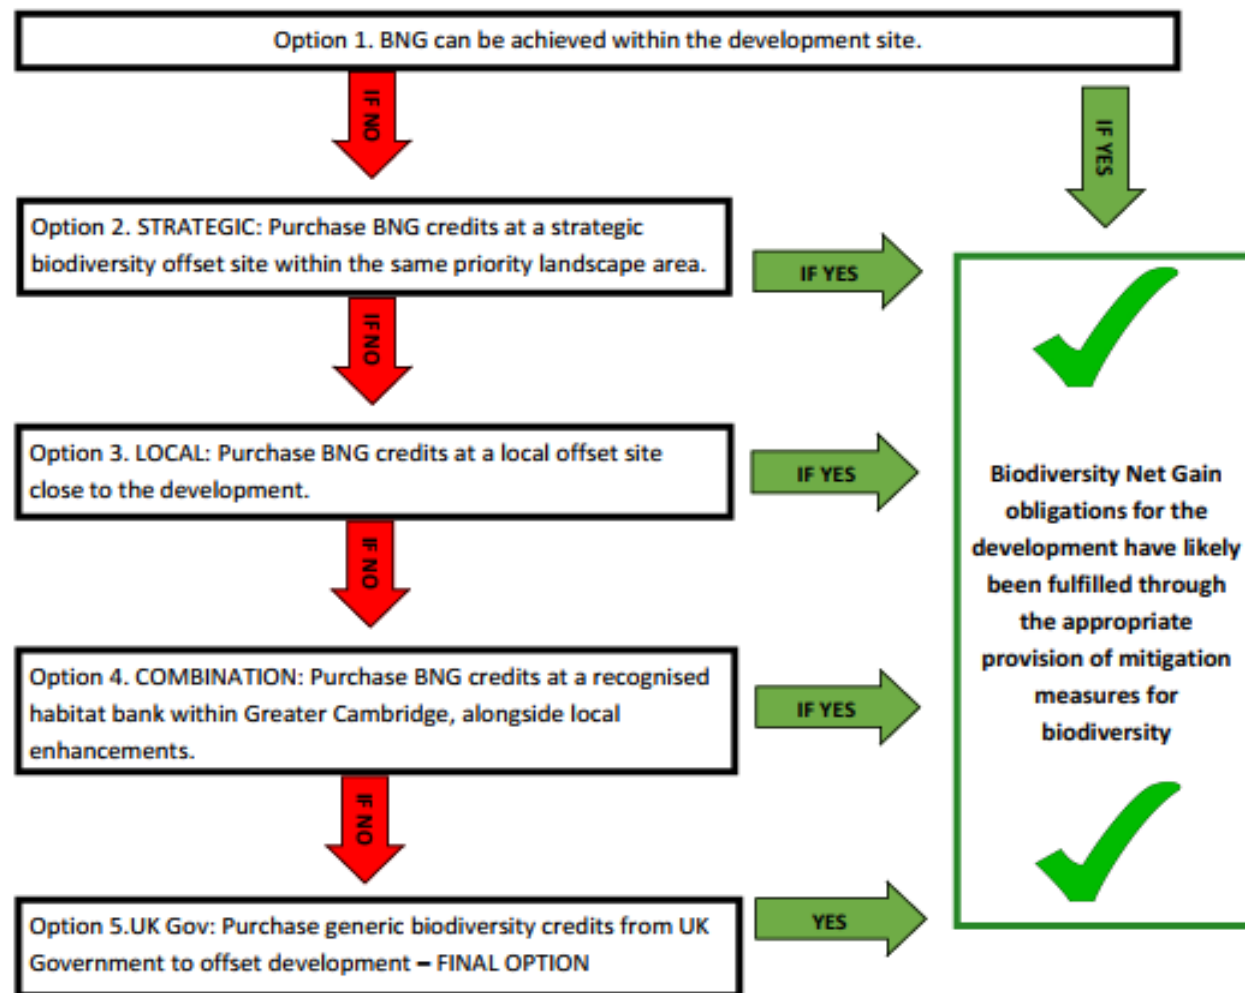 Option 1. BNG can be achieved within the development site.
IF NO
IF YES
Option 2. STRATEGIC: Purchase BNG credits at a strategic
biodiversity offset site within the same priority landscape area.
IF YES
IF NO
Option 3. LOCAL: Purchase BNG credits at a local offset site
close to the development.
IF YES
IF NO
Option 4. COMBINATION: Purchase BNG credits at a recognised
habitat bank within Greater Cambridge, alongside local
enhancements.
IF YES
IF NO
Option 5.UK Gov: Purchase generic biodiversity credits from UK
Government to offset development – FINAL OPTION
YES
Biodiversity Net Gain
obligations for the
development have likely
been fulfilled through
the appropriate
provision of mitigation
measures for
biodiversity